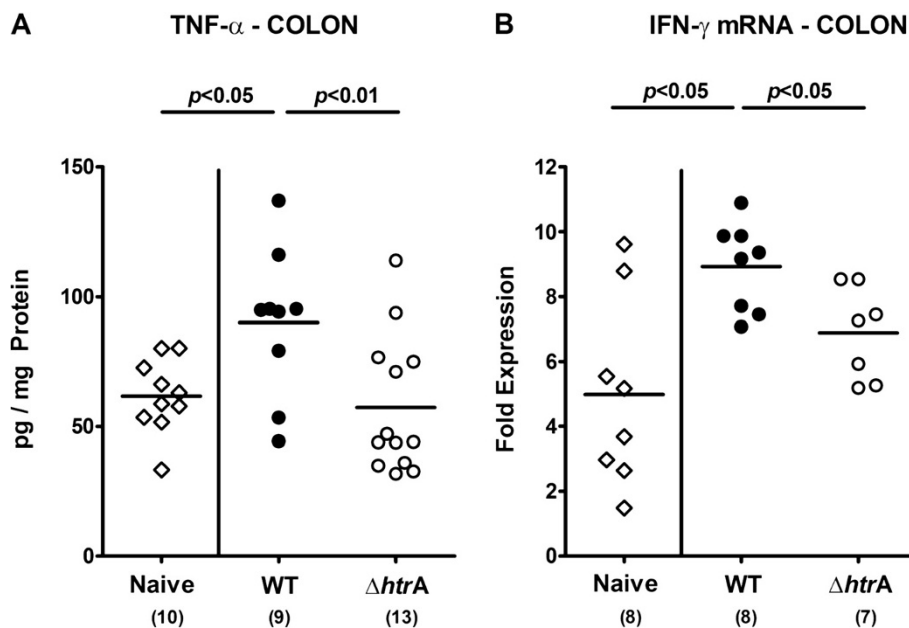 A
TNF-α - COLON
p<0.05
p<0.01
150
100
50
0
pg / mg Protein
Naive
WT
ΔhtrA
(10)
(9)
(13)
B
IFN-γ mRNA - COLON
p<0.05
p<0.05
12
10
8
6
4
2
0
Fold Expression
Naive
WT
ΔhtrA
(8)
(8)
(7)